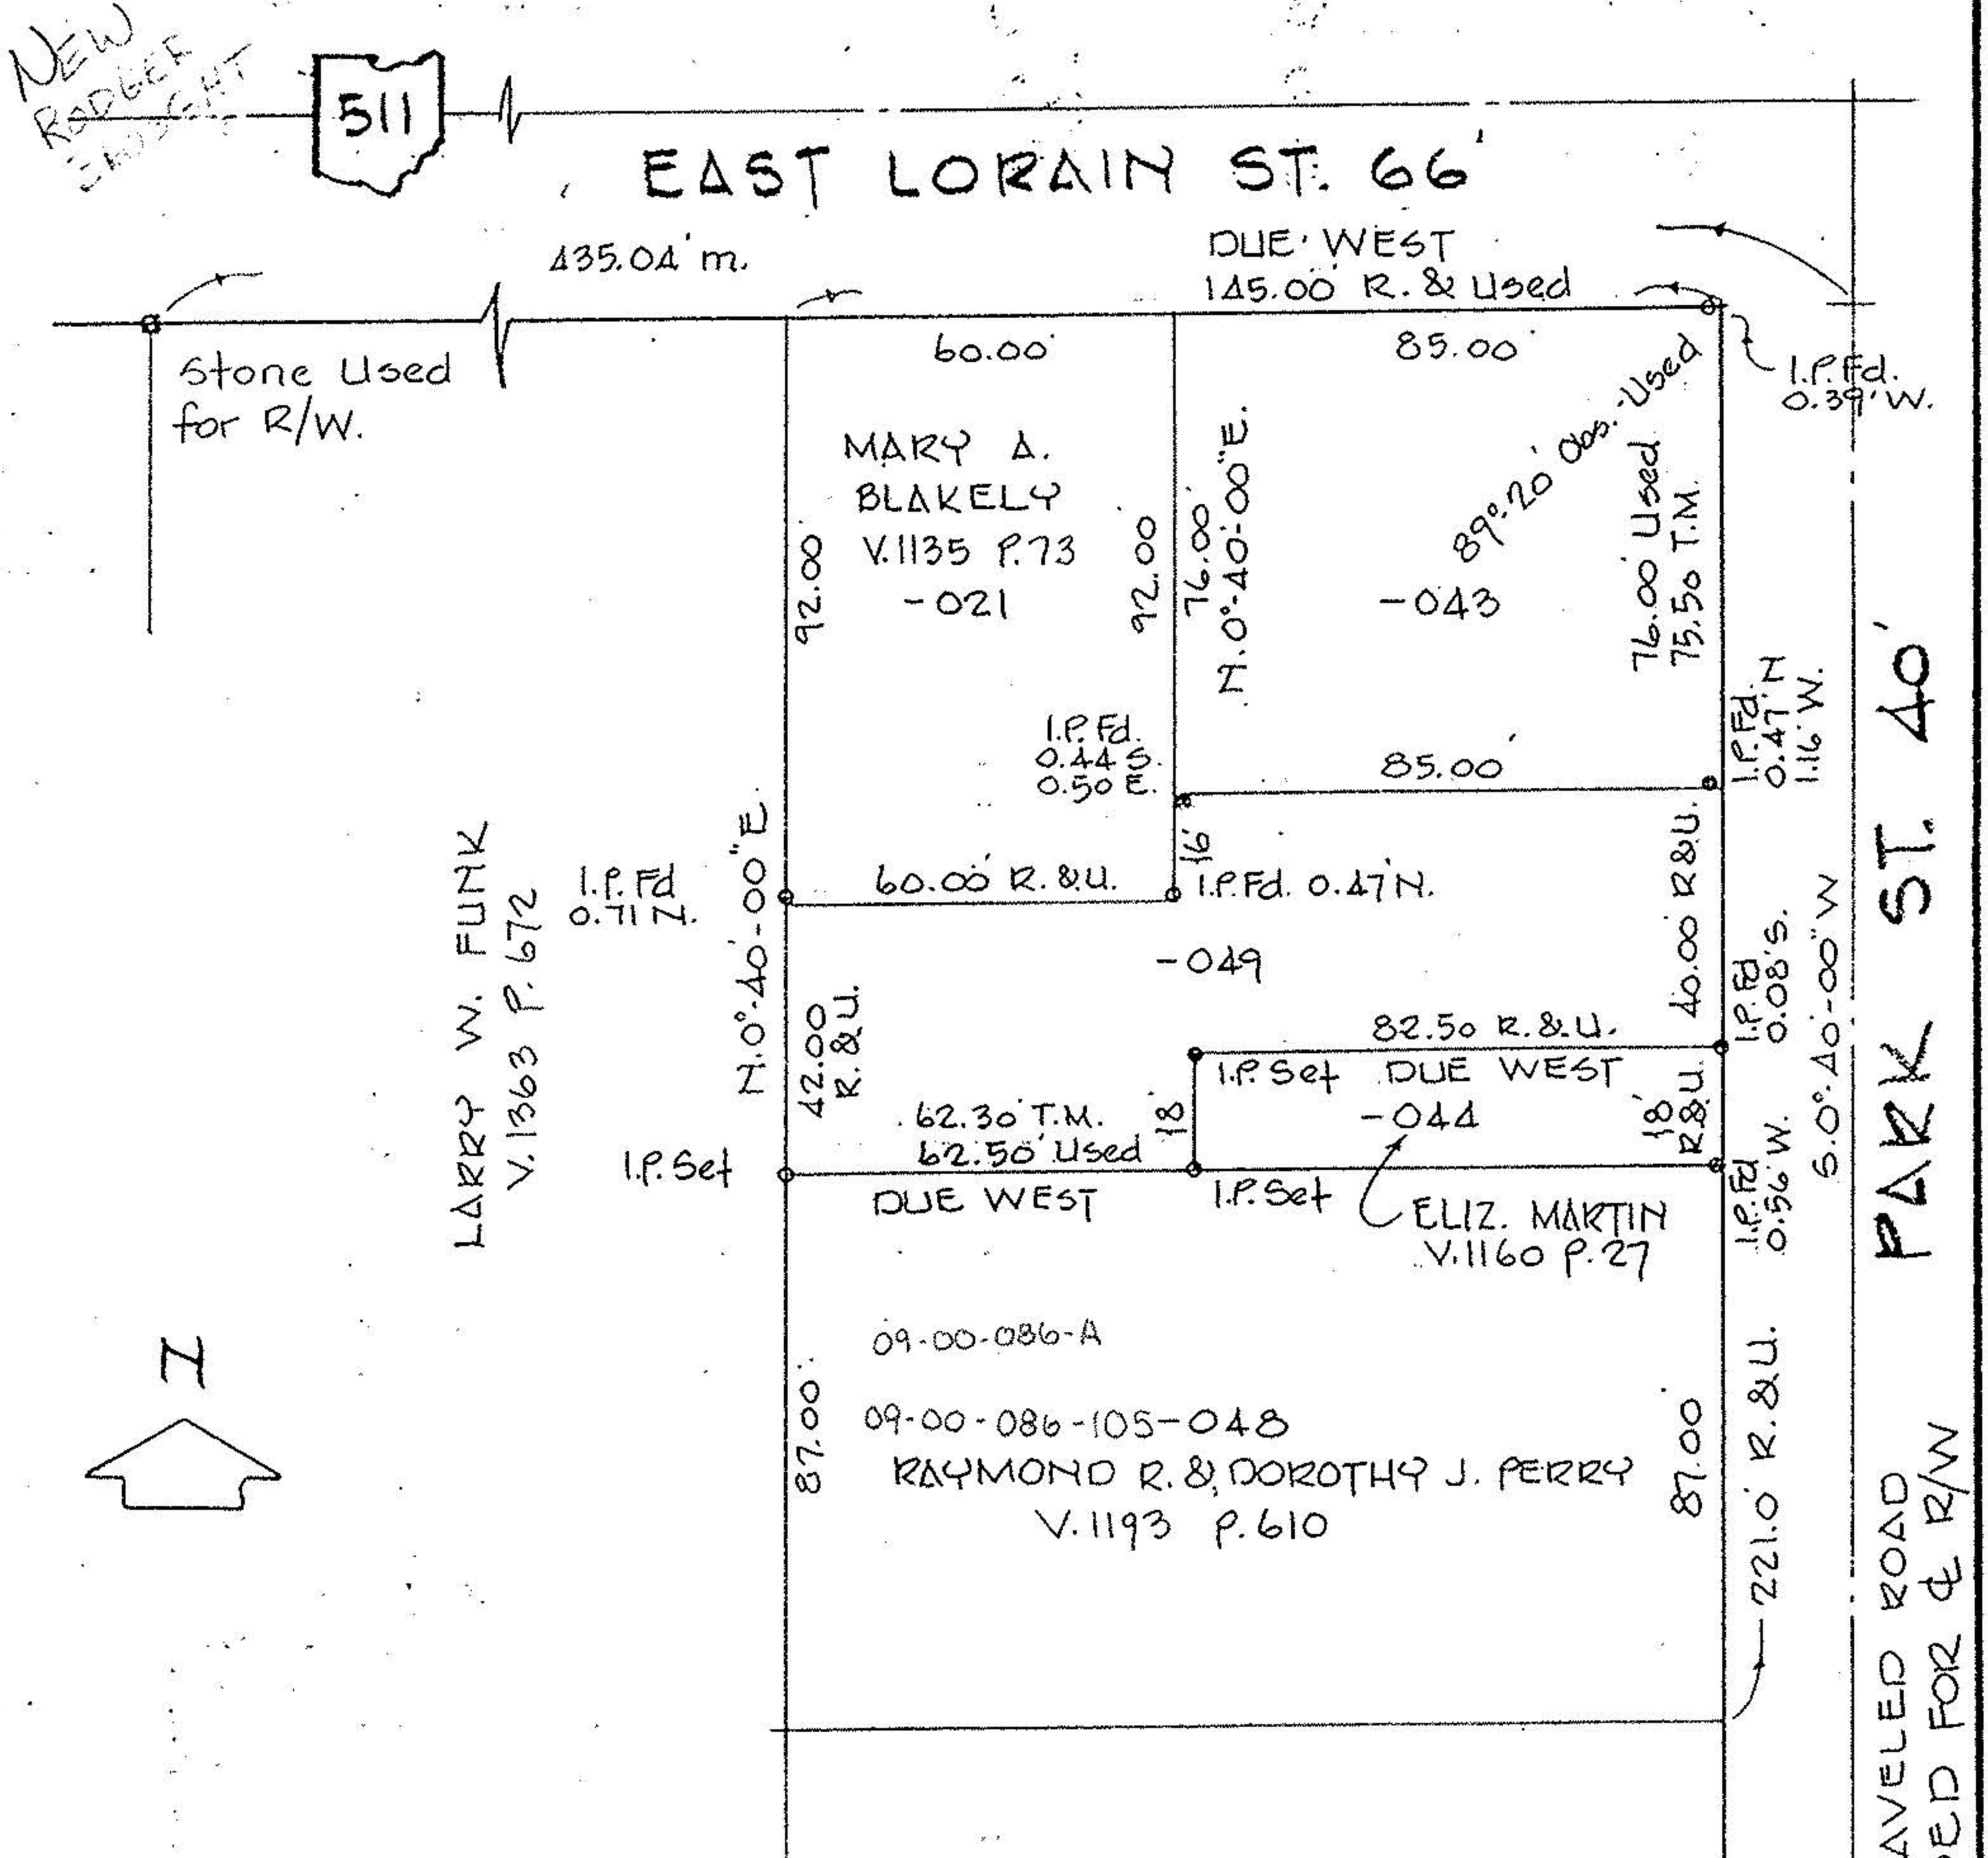 NEW
RODGER
511
EAST LORAIN ST. 66'
435.04' m.
DUE WEST
145.00' R. & Used
Stone Used
for R/W.
60.00'
85.00'
I.P. Fd.
0.39' W.
MARY A.
BLAKELY
V.1135 P.73
-021
92.00
92.00
76.00'
N.0°-40'-00"E.
89°-20' Obs.-Used
-043
76.00' Used
75.50 T.M.
I.P. Fd.
0.47' N
1.16' W.
I.P. Fd.
0.44 S.
0.50 E.
85.00'
16'
I.P. Fd
0.71 N.
N.0°-40'-00"E.
60.00' R.&U.
I.P. Fd. 0.47' N.
LARRY W. FUNK
V.1363 P.672
-049
40.00 R&U.
I.P. Fd
0.08' S.
S.0°-40'-00"W
PARK ST. 40'
42.00
R.&U.
82.50 R.&U.
I.P. Set DUE WEST
-044
18'
18'
R&U.
62.30' T.M.
62.50' Used
I.P. Set
DUE WEST
I.P. Set
I.P. Fd
0.56' W.
ELIZ. MARTIN
V.1160 P.27
N
09-00-086-A
09-00-086-105-048
RAYMOND R. & DOROTHY J. PERRY
V.1193 P.610
87.00'
87.00'
221.0' R.&U.
AVELED ROAD
ED FOR ℄ R/W